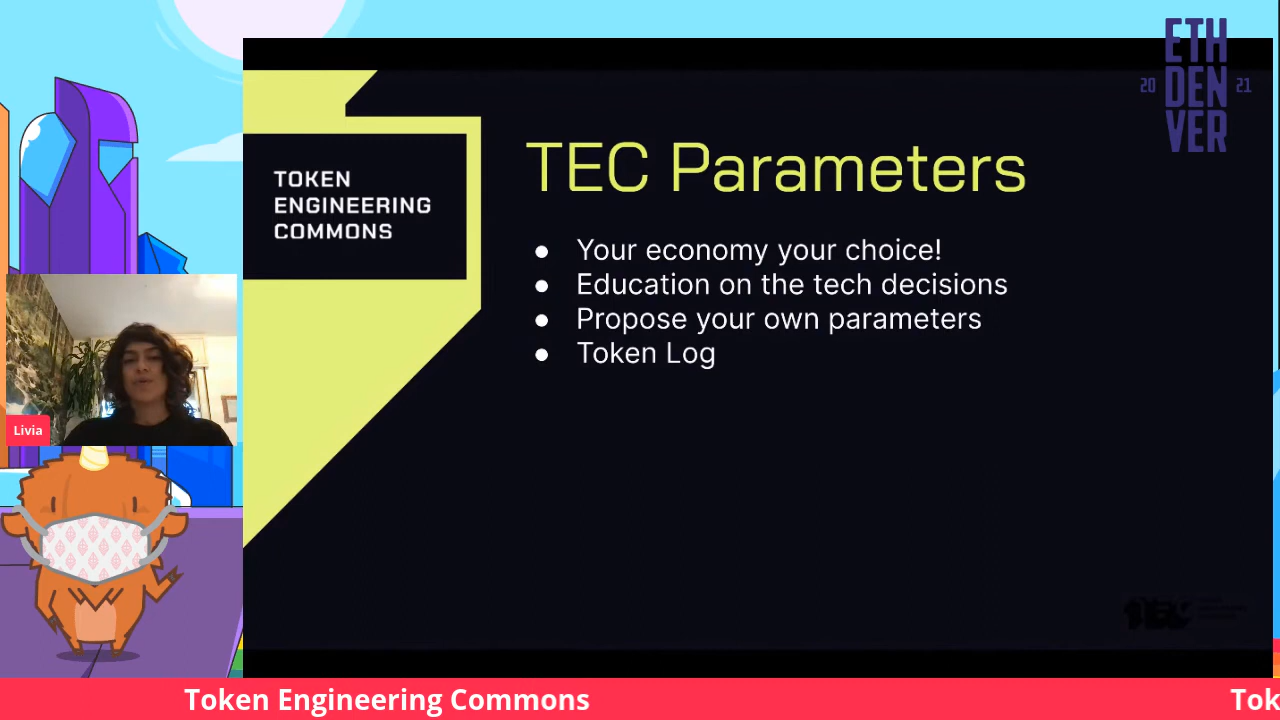 ETH
20 DEN 21
VER
TOKEN
ENGINEERING
COMMONS
TEC Parameters
● Your economy your choice!
● Education on the tech decisions
● Propose your own parameters
● Token Log
Livia
Token Engineering Commons
Tok